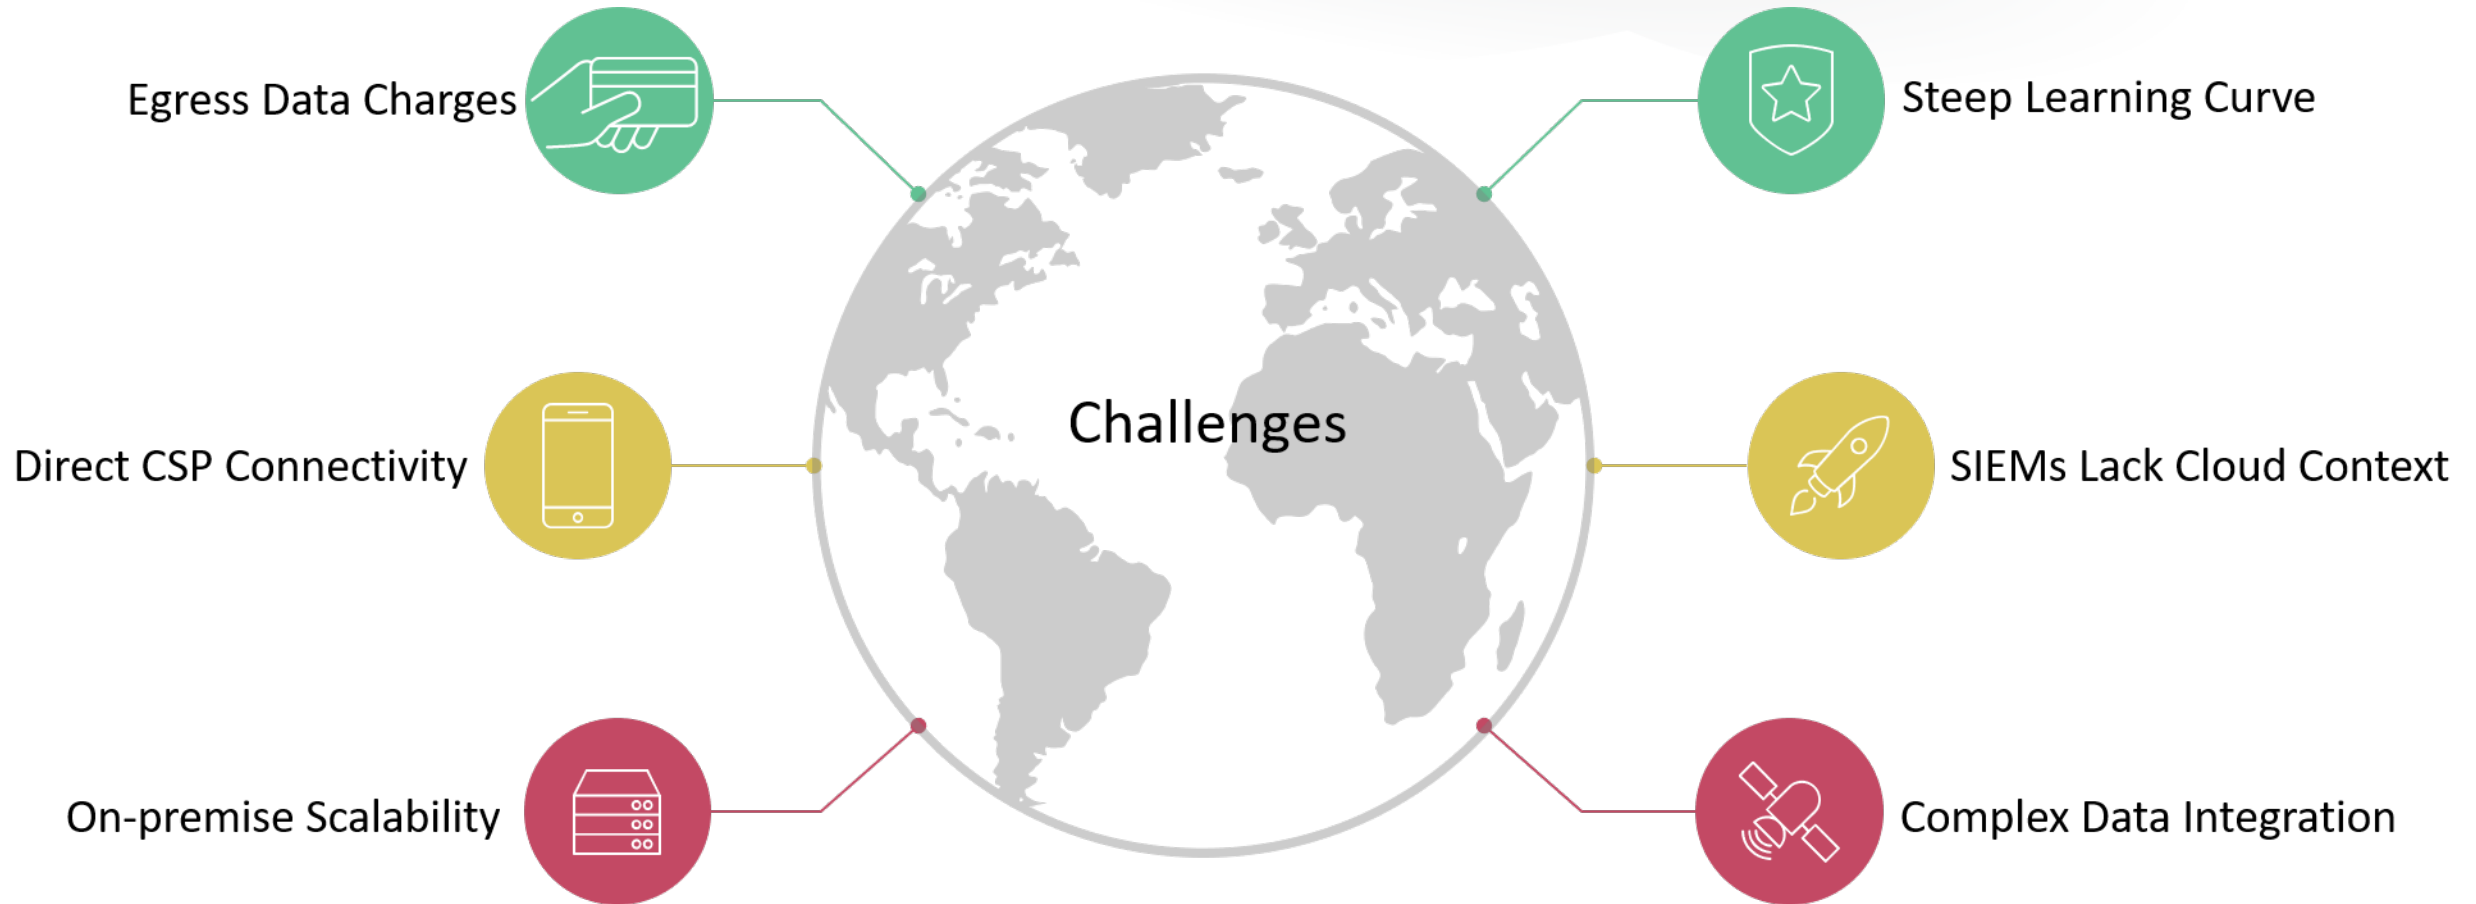 Egress Data Charges
Steep Learning Curve
Challenges
Direct CSP Connectivity
SIEMs Lack Cloud Context
On-premise Scalability
Complex Data Integration